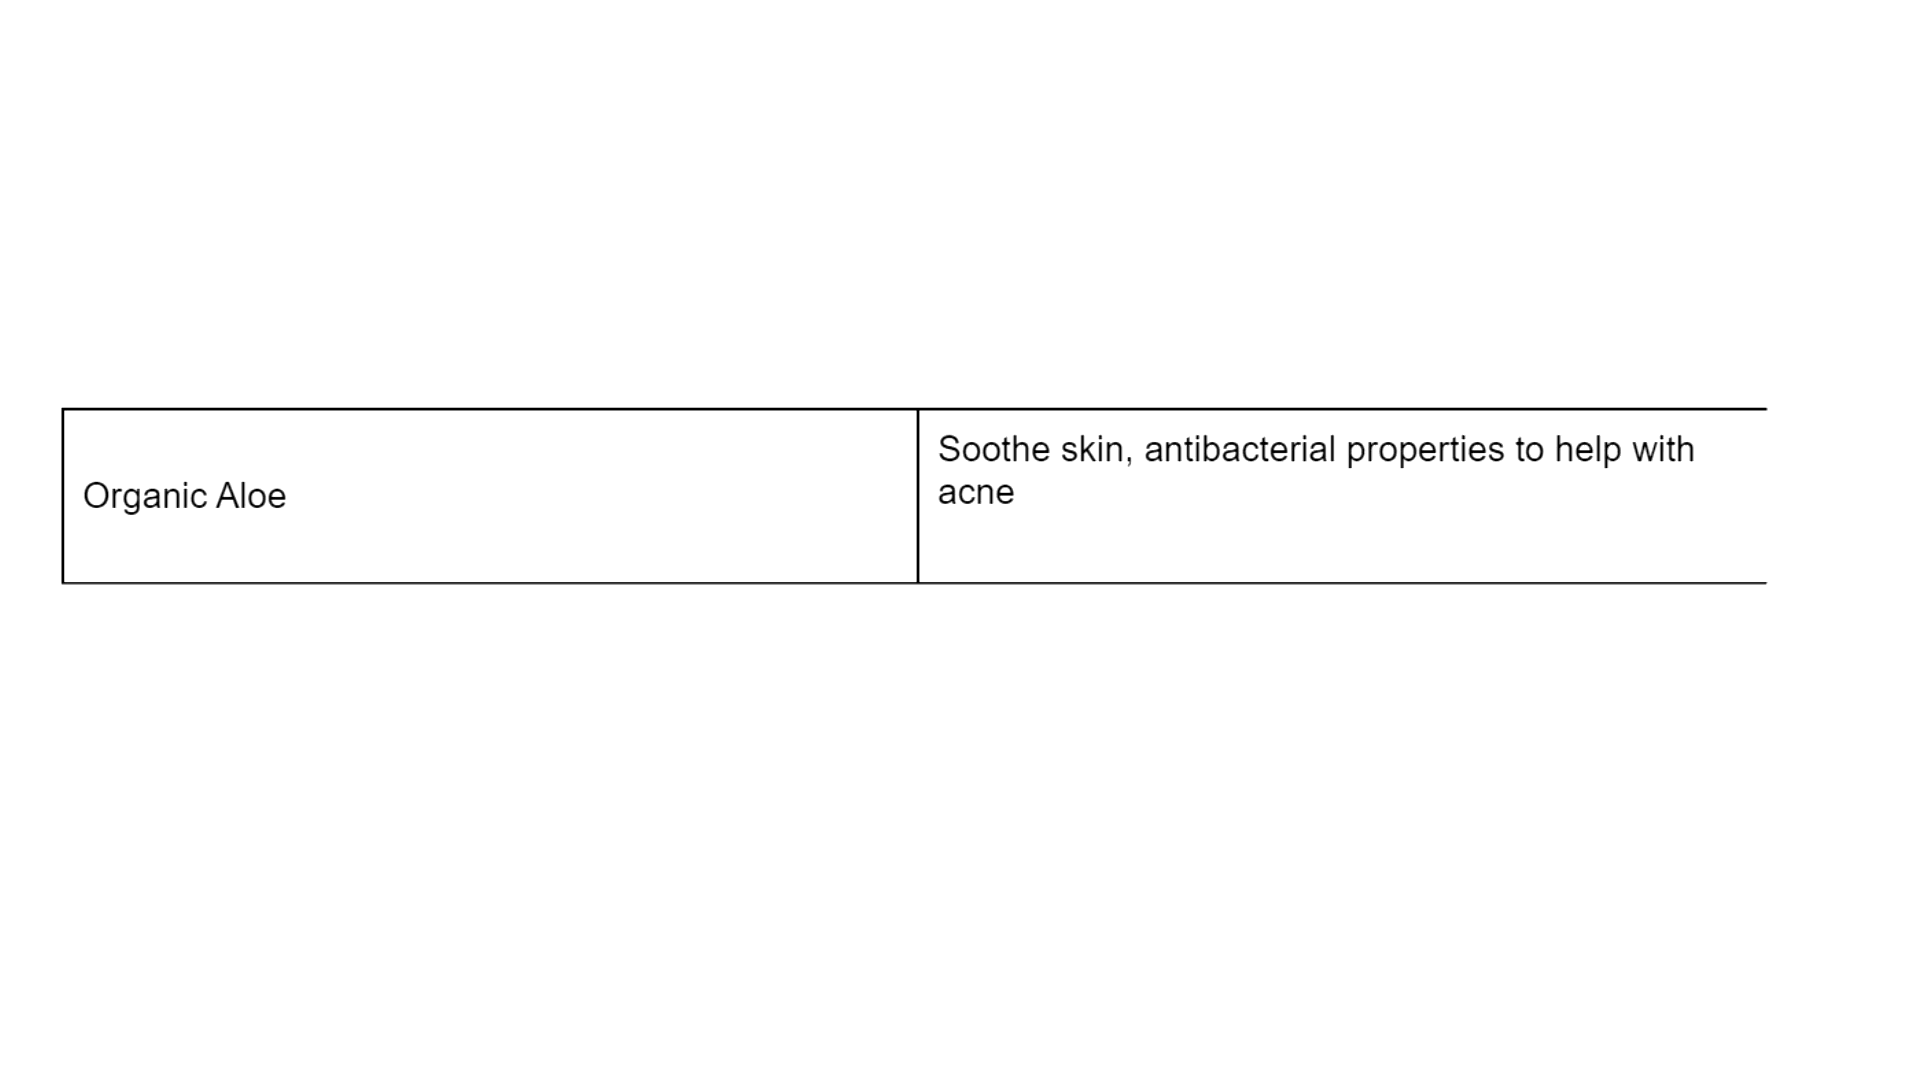 Organic Aloe
Soothe skin, antibacterial properties to help with
acne